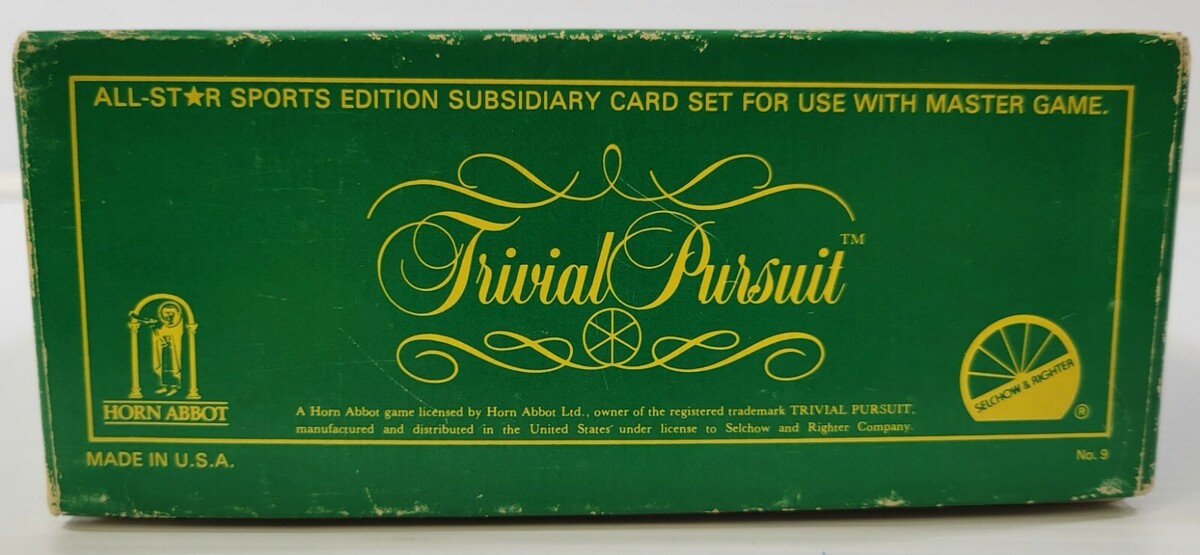 ALL-ST★R SPORTS EDITION SUBSIDIARY CARD SET FOR USE WITH MASTER GAME.
Trivial Pursuit™
HORN ABBOT
SELCHOW & RIGHTER ®
A Horn Abbot game licensed by Horn Abbot Ltd., owner of the registered trademark TRIVIAL PURSUIT,
manufactured and distributed in the United States under license to Selchow and Righter Company.
MADE IN U.S.A.
No. 9